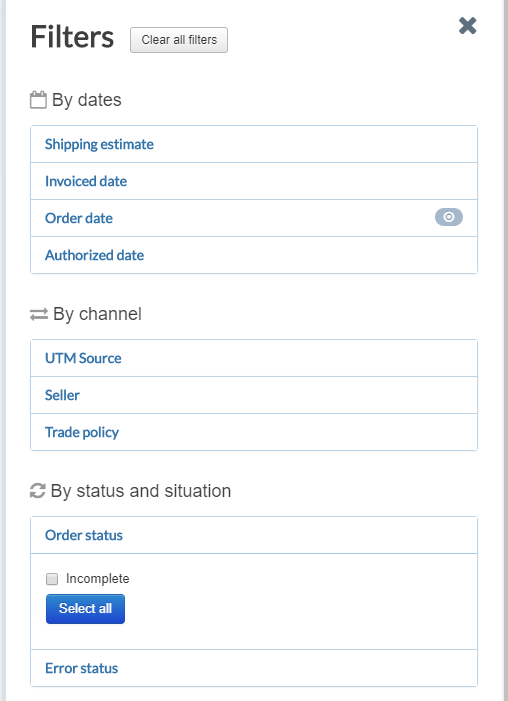 Filters
Clear all filters
By dates
Shipping estimate
Invoiced date
Order date
Authorized date
By channel
UTM Source
Seller
Trade policy
By status and situation
Order status
Incomplete
Select all
Error status